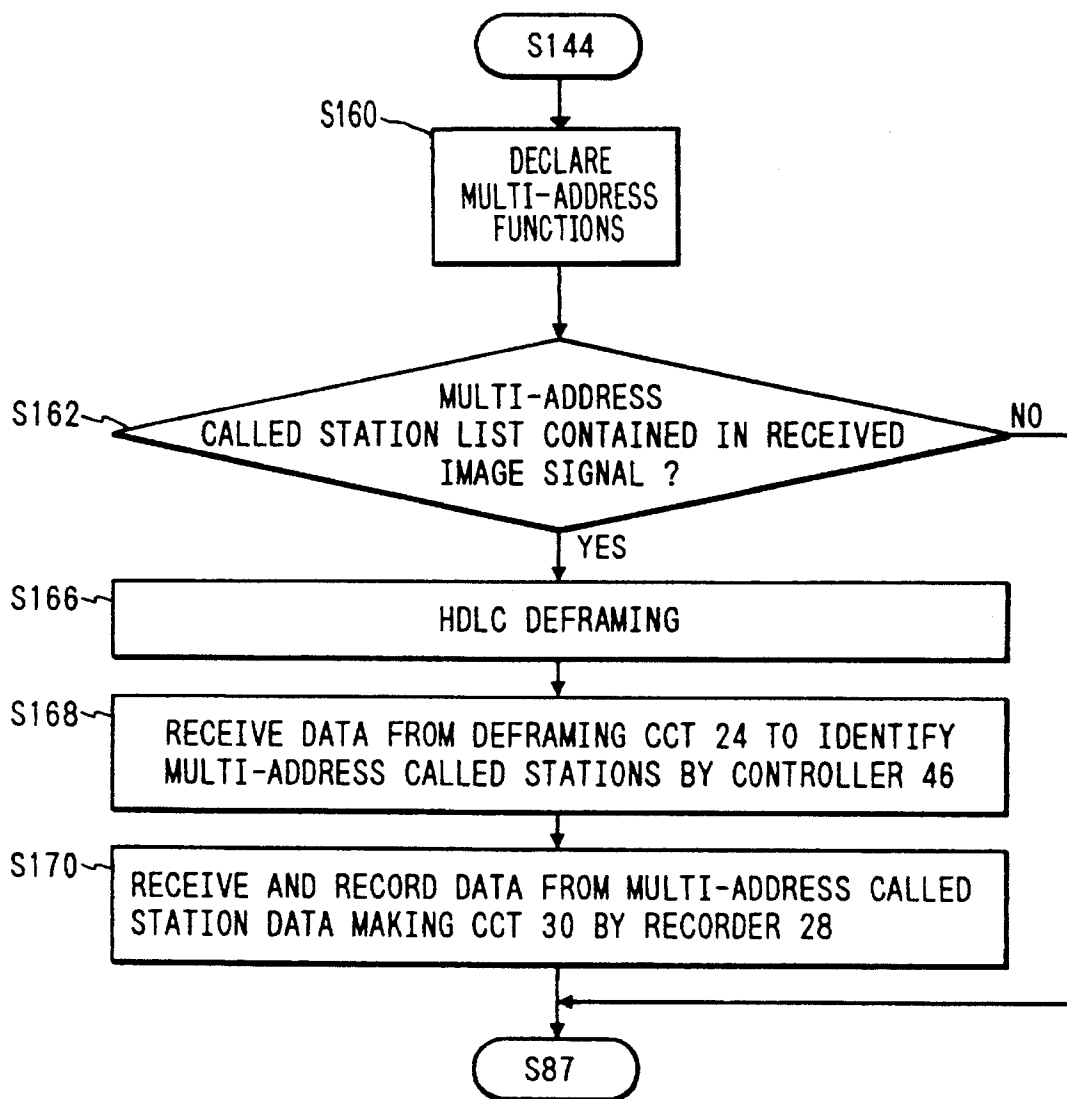 S144
S160
DECLARE
MULTI-ADDRESS
FUNCTIONS
S162
MULTI-ADDRESS
CALLED STATION LIST CONTAINED IN RECEIVED
IMAGE SIGNAL ?
NO
YES
S166
HDLC DEFRAMING
S168
RECEIVE DATA FROM DEFRAMING CCT 24 TO IDENTIFY
MULTI-ADDRESS CALLED STATIONS BY CONTROLLER 46
S170
RECEIVE AND RECORD DATA FROM MULTI-ADDRESS CALLED
STATION DATA MAKING CCT 30 BY RECORDER 28
S87